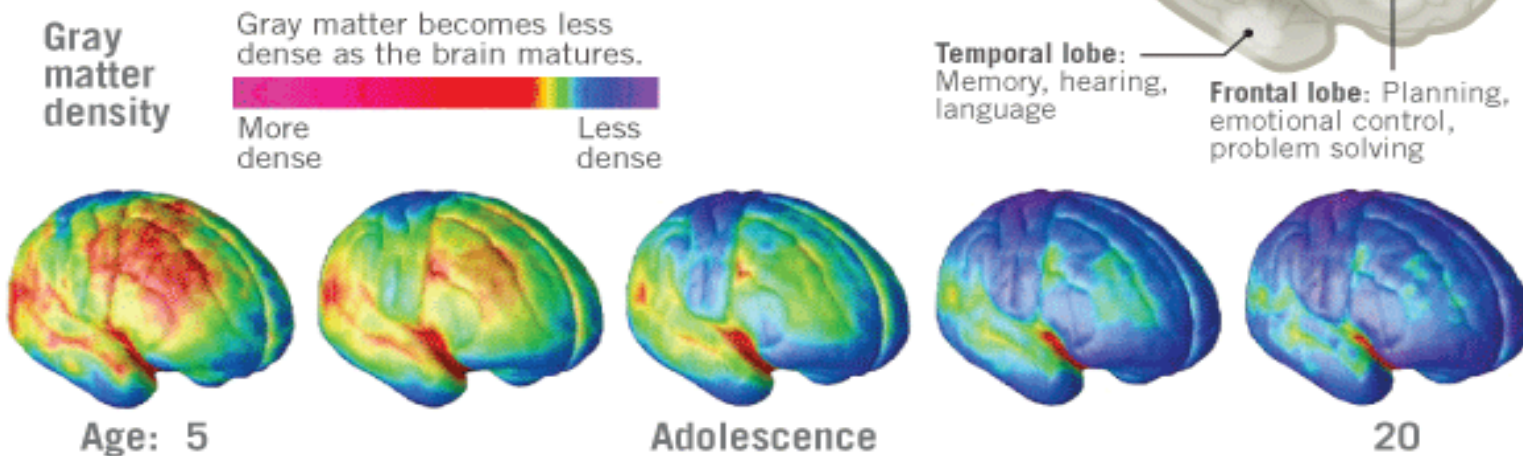 Gray
matter
density
Gray matter becomes less
dense as the brain matures.
More
dense
Less
dense
Temporal lobe:
Memory, hearing,
language
Frontal lobe: Planning,
emotional control,
problem solving
Age: 5
Adolescence
20